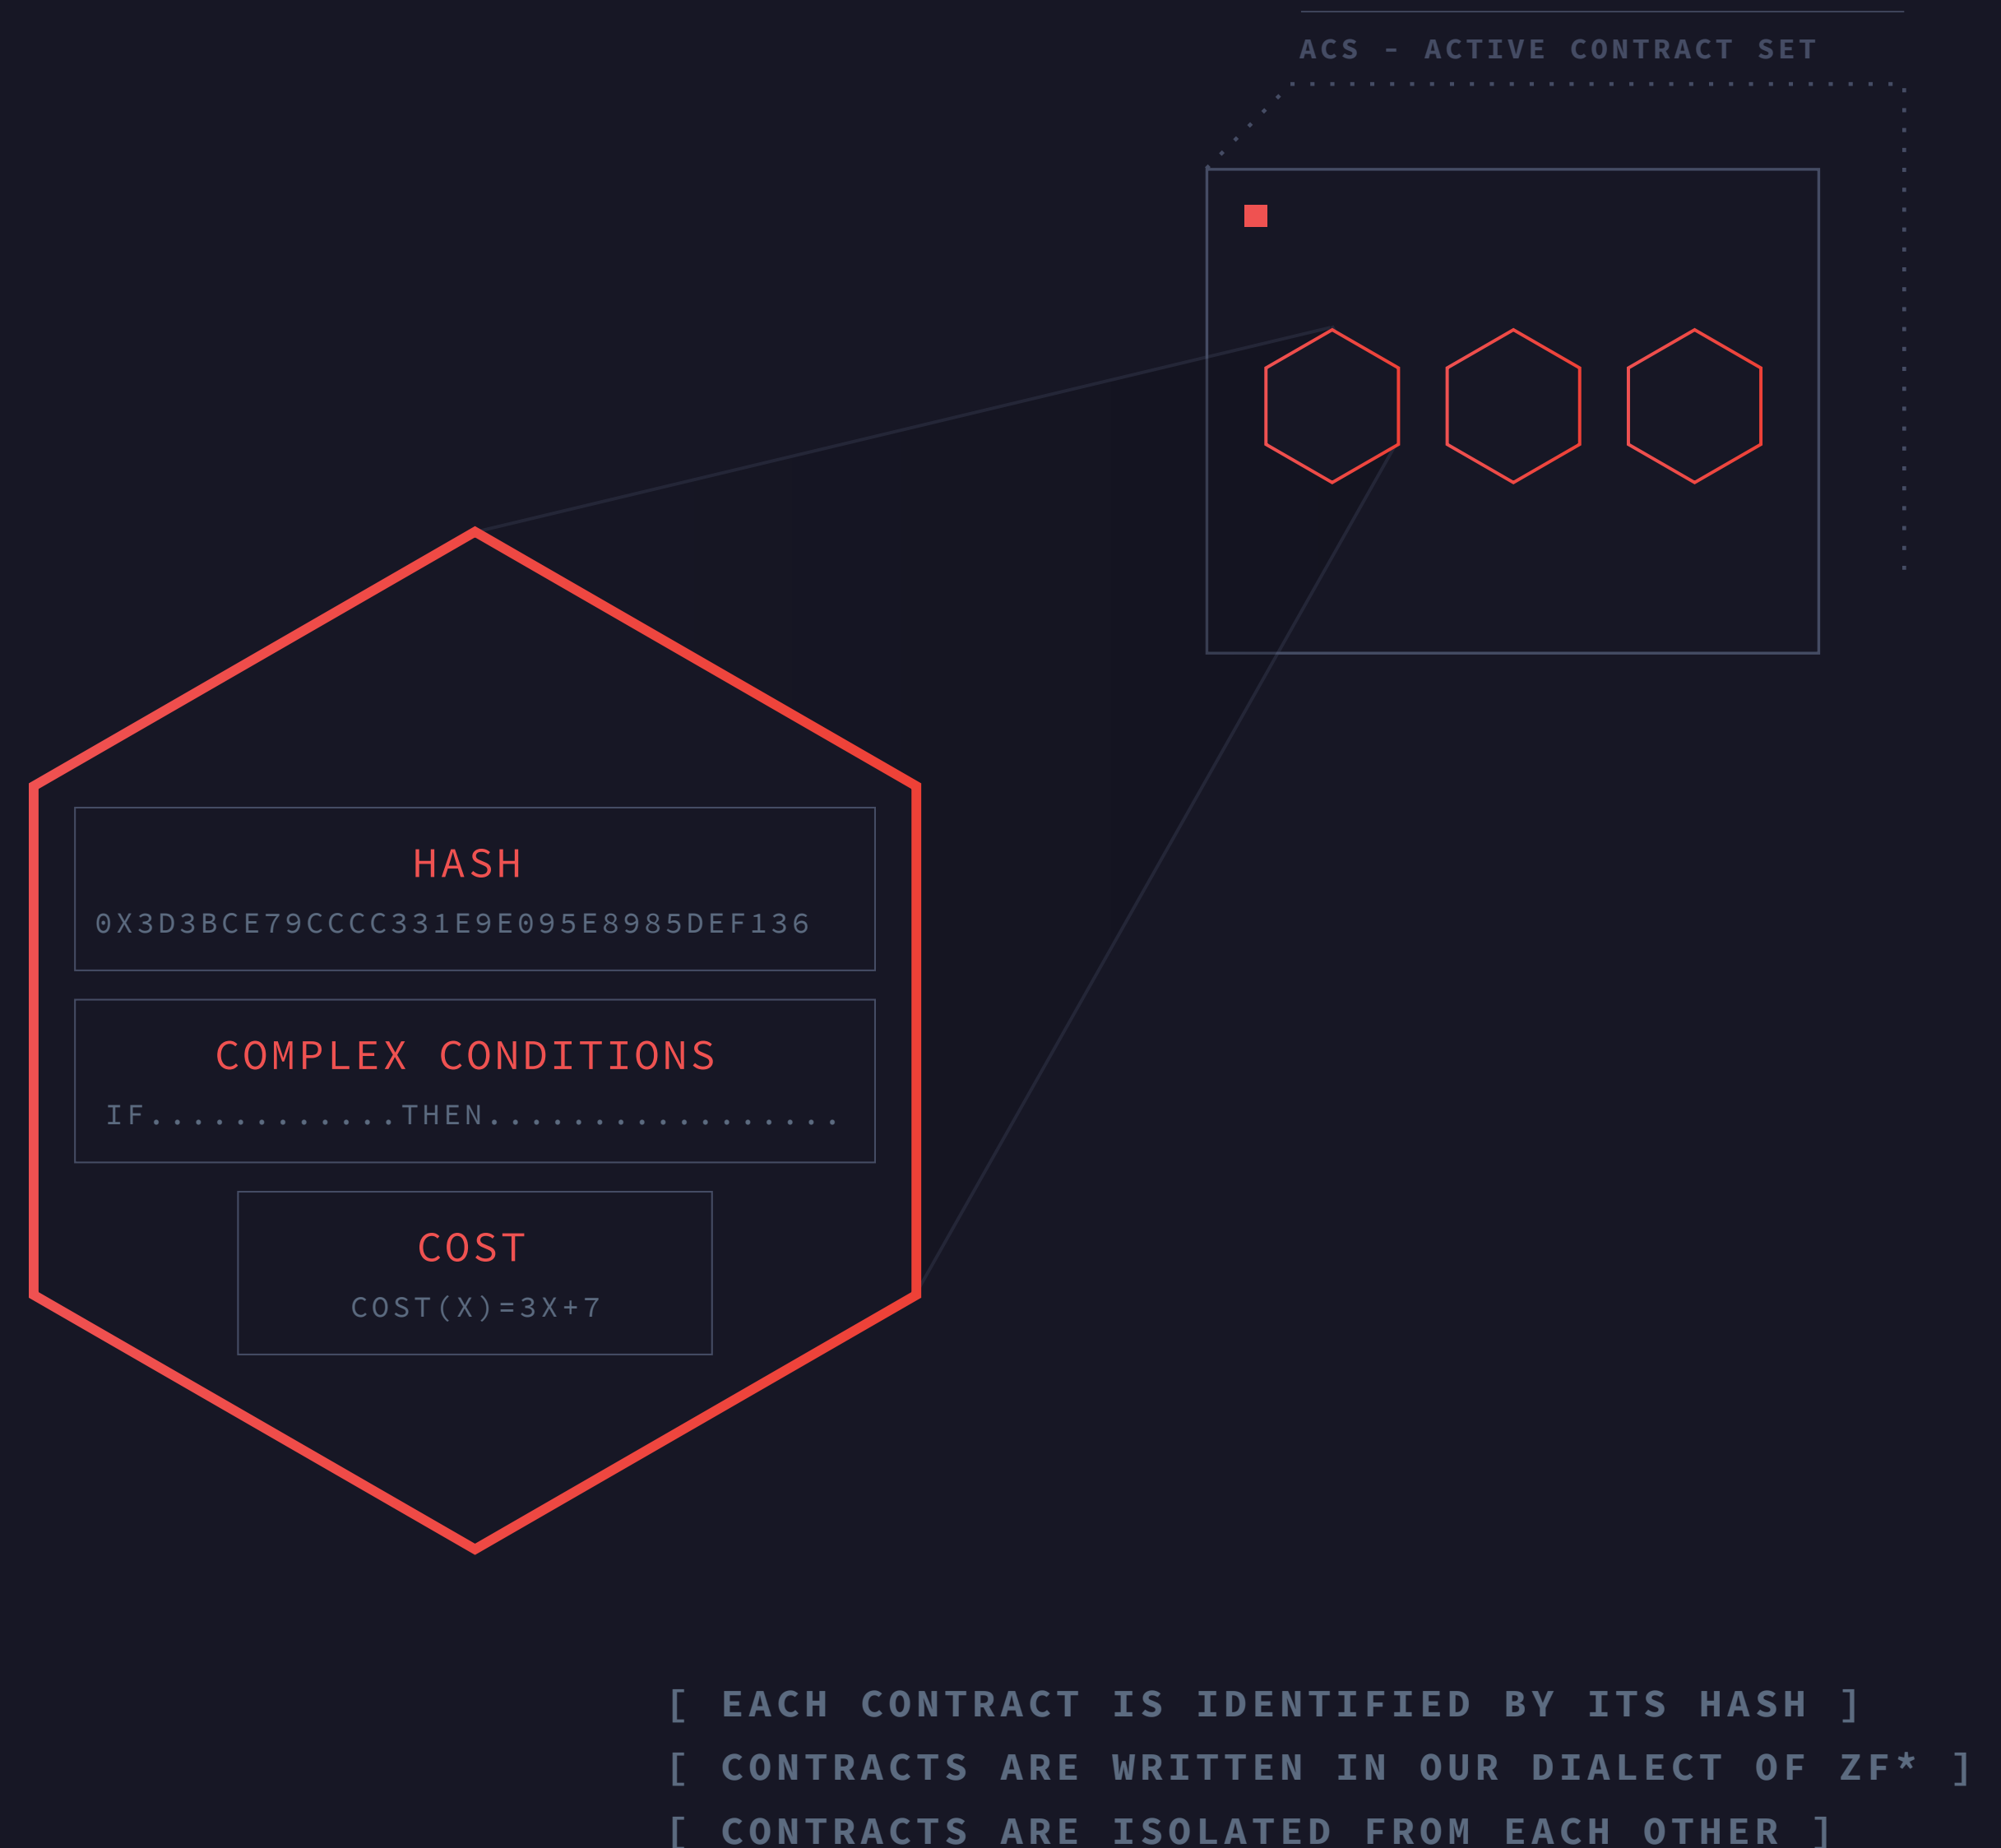 ACS - ACTIVE CONTRACT SET
HASH
0X3D3BCE79CCCC331E9E095E8985DEF136
COMPLEX CONDITIONS
IF............THEN.................
COST
COST(X)=3X+7
[ EACH CONTRACT IS IDENTIFIED BY ITS HASH ]
[ CONTRACTS ARE WRITTEN IN OUR DIALECT OF ZF* ]
[ CONTRACTS ARE ISOLATED FROM EACH OTHER ]